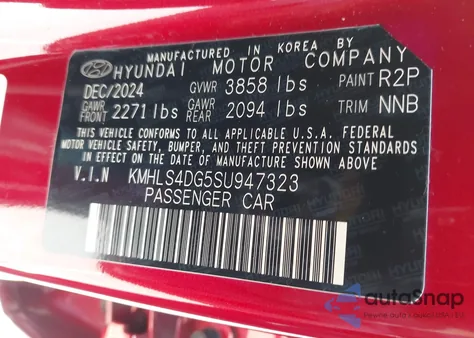 MANUFACTURED IN KOREA BY
HYUNDAI MOTOR COMPANY
DEC/2024 GVWR 3858 lbs PAINT R2P
GAWR FRONT 2271 lbs GAWR REAR 2094 lbs TRIM NNB
THIS VEHICLE CONFORMS TO ALL APPLICABLE U.S.A. FEDERAL
MOTOR VEHICLE SAFETY, BUMPER, AND THEFT PREVENTION STANDARDS
IN EFFECT ON THE DATE OF MANUFACTURE SHOWN ABOVE.
V.I.N KMHLS4DG5SU947323
PASSENGER CAR
autoSnap